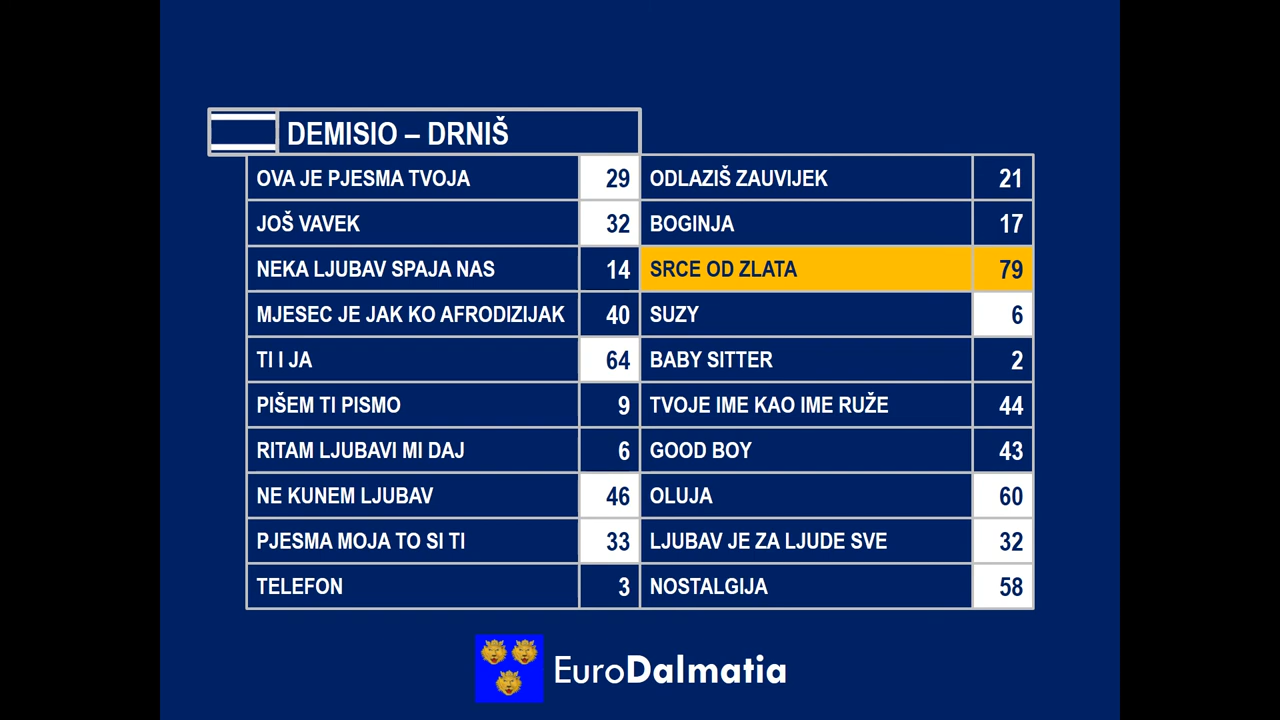 DEMISIO – DRNIŠ
OVA JE PJESMA TVOJA 29 ODLAZIŠ ZAUVIJEK 21
JOŠ VAVEK 32 BOGINJA 17
NEKA LJUBAV SPAJA NAS 14 SRCE OD ZLATA 79
MJESEC JE JAK KO AFRODIZIJAK 40 SUZY 6
TI I JA 64 BABY SITTER 2
PIŠEM TI PISMO 9 TVOJE IME KAO IME RUŽE 44
RITAM LJUBAVI MI DAJ 6 GOOD BOY 43
NE KUNEM LJUBAV 46 OLUJA 60
PJESMA MOJA TO SI TI 33 LJUBAV JE ZA LJUDE SVE 32
TELEFON 3 NOSTALGIJA 58
EuroDalmatia